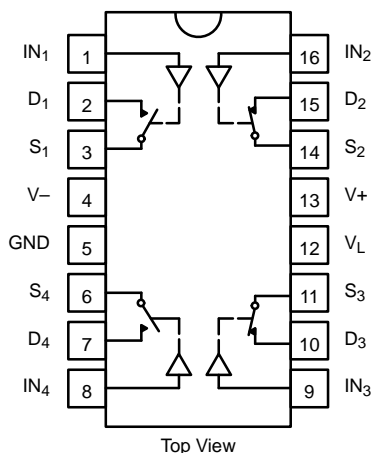 IN₁ 1 16 IN₂
D₁ 2 15 D₂
S₁ 3 14 S₂
V– 4 13 V+
GND 5 12 V_L
S₄ 6 11 S₃
D₄ 7 10 D₃
IN₄ 8 9 IN₃
Top View